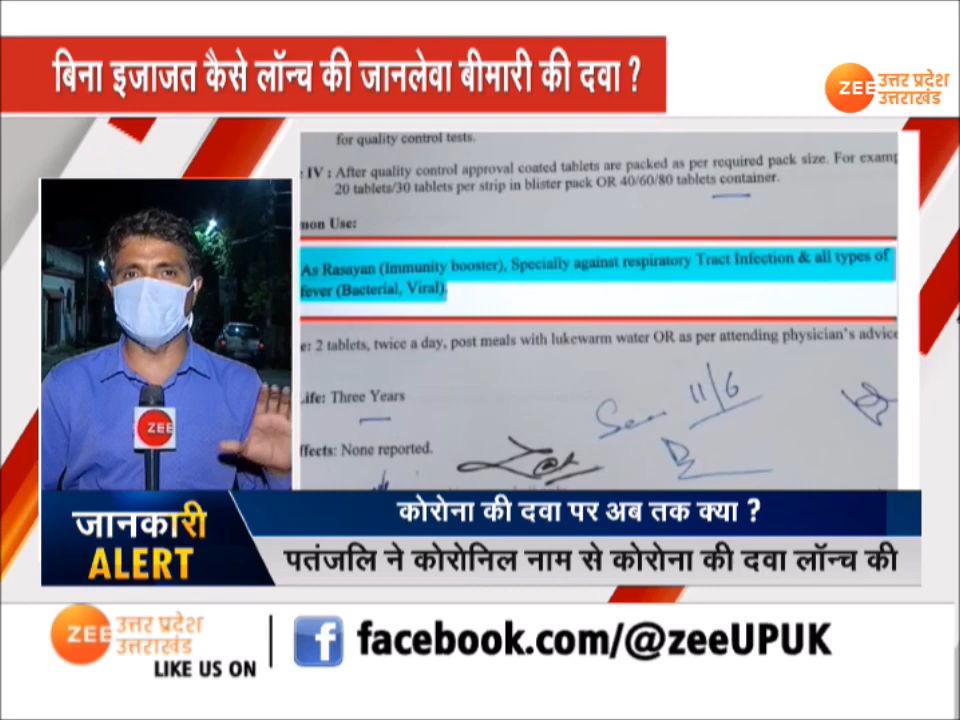 बिना इजाजत कैसे लॉन्च की जानलेवा बीमारी की दवा ?
ZEE उत्तर प्रदेश
उत्तराखंड
for quality control tests.
IV : After quality control approval coated tablets are packed as per required pack size. For examp
20 tablets/30 tablets per strip in blister pack OR 40/60/80 tablets container.
mon Use:
As Rasayan (Immunity booster), Specially against respiratory Tract Infection & all types of
fever (Bacterial, Viral).
e: 2 tablets, twice a day, post meals with lukewarm water OR as per attending physician's advice
Life: Three Years
11/6
ffects: None reported.
ZEE
जानकारी
ALERT
कोरोना की दवा पर अब तक क्या ?
पतंजलि ने कोरोनिल नाम से कोरोना की दवा लॉन्च की
ZEE उत्तर प्रदेश
उत्तराखंड
LIKE US ON
f facebook.com/@zeeUPUK